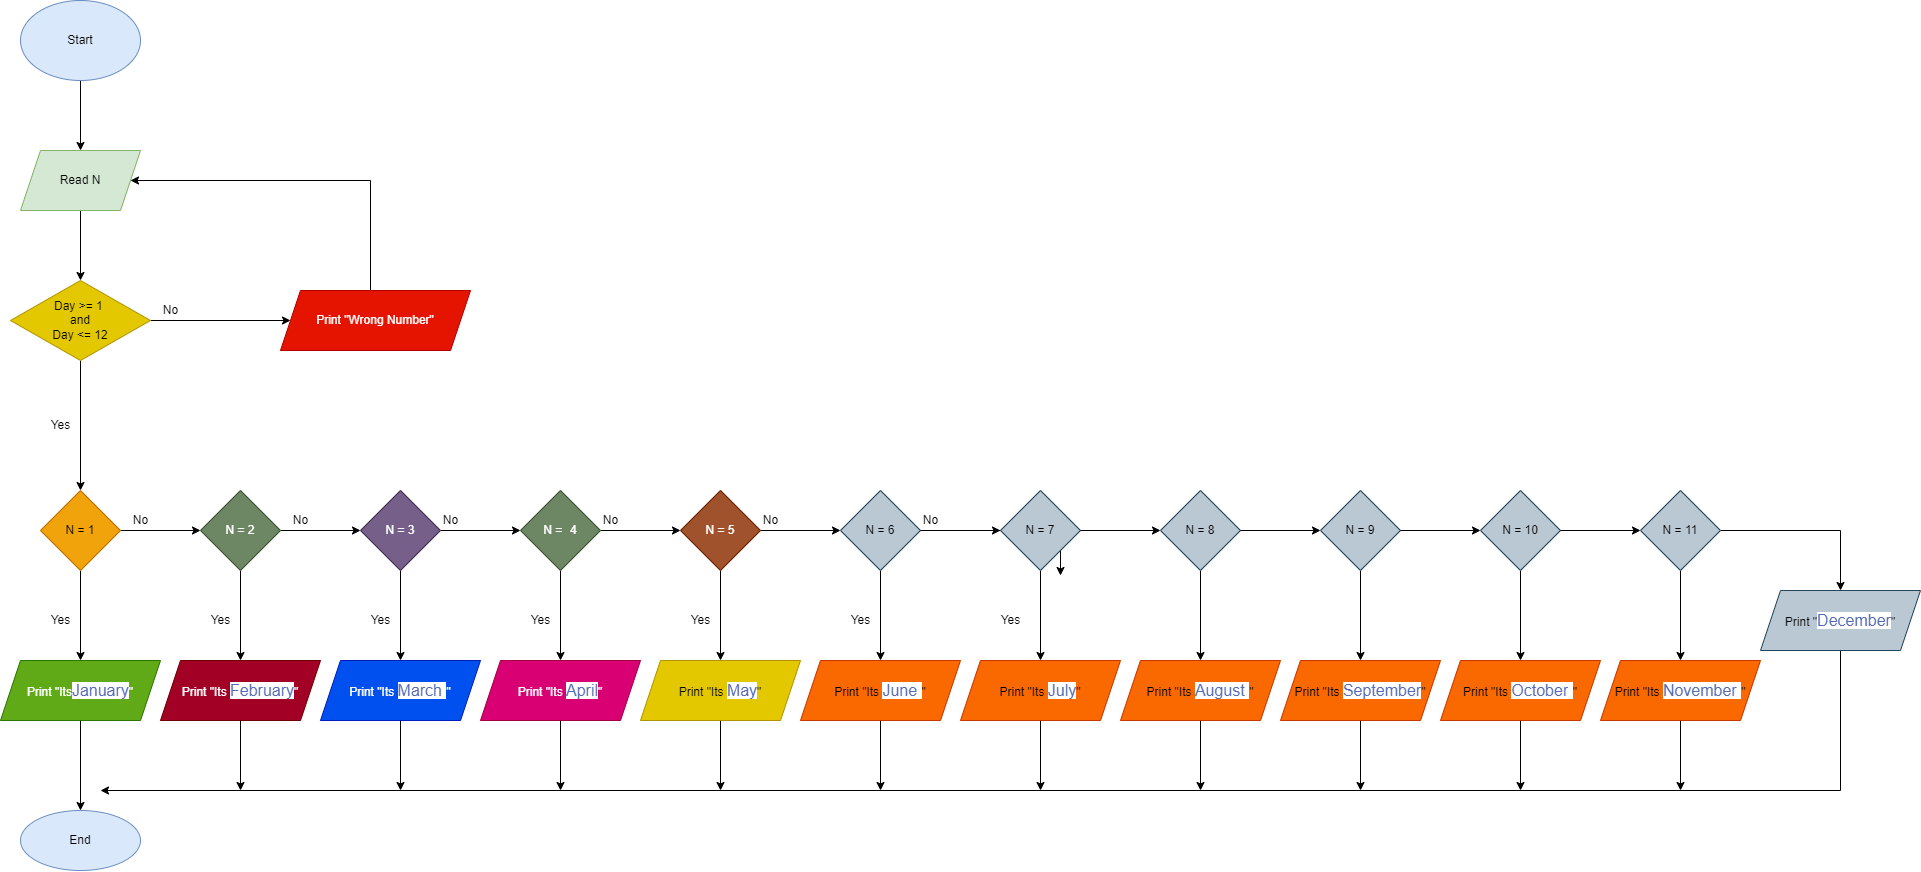 Start
Read N
Day >= 1
and
Day <= 12
No
Print "Wrong Number"
Yes
N = 1
No
N = 2
No
N = 3
No
N =  4
No
N = 5
No
N = 6
No
N = 7
N = 8
N = 9
N = 10
N = 11
Yes
Yes
Yes
Yes
Yes
Yes
Yes
Print "December"
Print "ItsJanuary"
Print "Its February"
Print "Its March "
Print "Its April"
Print "Its May"
Print "Its June "
Print "Its July"
Print "Its August "
Print "Its September"
Print "Its October "
Print "Its November "
End